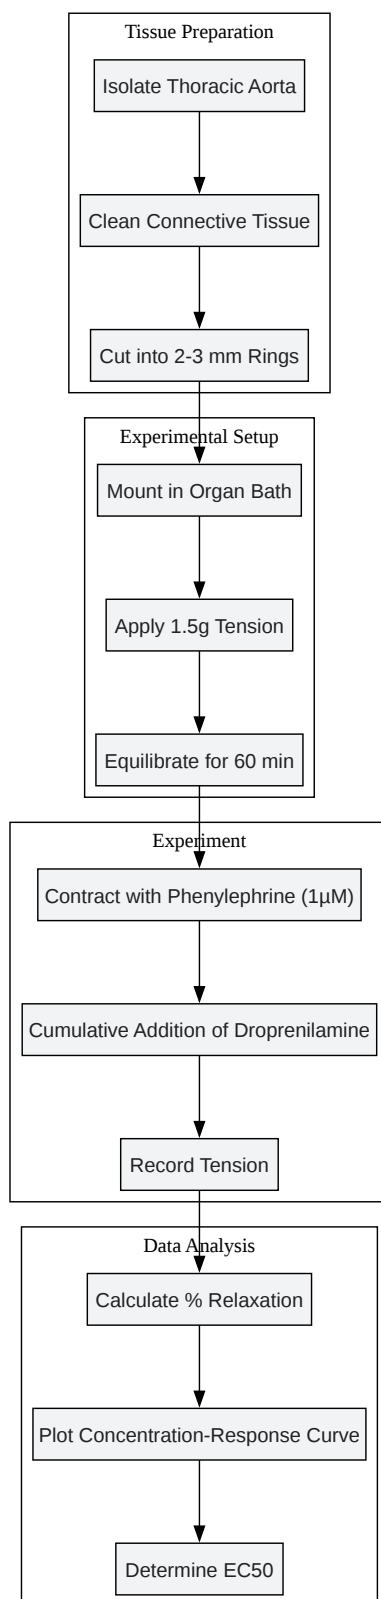 Tissue Preparation
Isolate Thoracic Aorta
Clean Connective Tissue
Cut into 2-3 mm Rings
Experimental Setup
Mount in Organ Bath
Apply 1.5g Tension
Equilibrate for 60 min
Experiment
Contract with Phenylephrine (1µM)
Cumulative Addition of Droprenilamine
Record Tension
Data Analysis
Calculate % Relaxation
Plot Concentration-Response Curve
Determine EC50